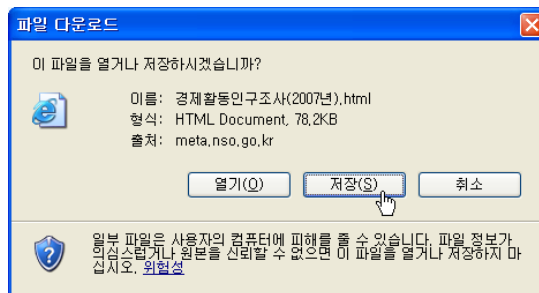 파일 다운로드
이 파일을 열거나 저장하시겠습니까?
이름: 경제활동인구조사(2007년).html
형식: HTML Document, 78,2KB
출처: meta,nso,go,kr
열기(O) 저장(S) 취소
일부 파일은 사용자의 컴퓨터에 피해를 줄 수 있습니다. 파일 정보가
의심스럽거나 원본을 신뢰할 수 없으면 이 파일을 열거나 저장하지 마
십시오. 위험성